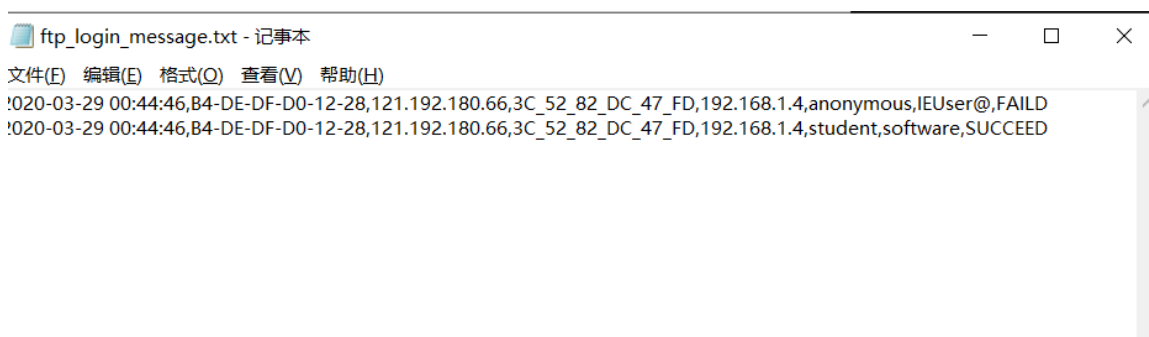 ftp_login_message.txt - 记事本
文件(F) 编辑(E) 格式(O) 查看(V) 帮助(H)
2020-03-29 00:44:46,B4-DE-DF-D0-12-28,121.192.180.66,3C_52_82_DC_47_FD,192.168.1.4,anonymous,IEUser@,FAILD
2020-03-29 00:44:46,B4-DE-DF-D0-12-28,121.192.180.66,3C_52_82_DC_47_FD,192.168.1.4,student,software,SUCCEED